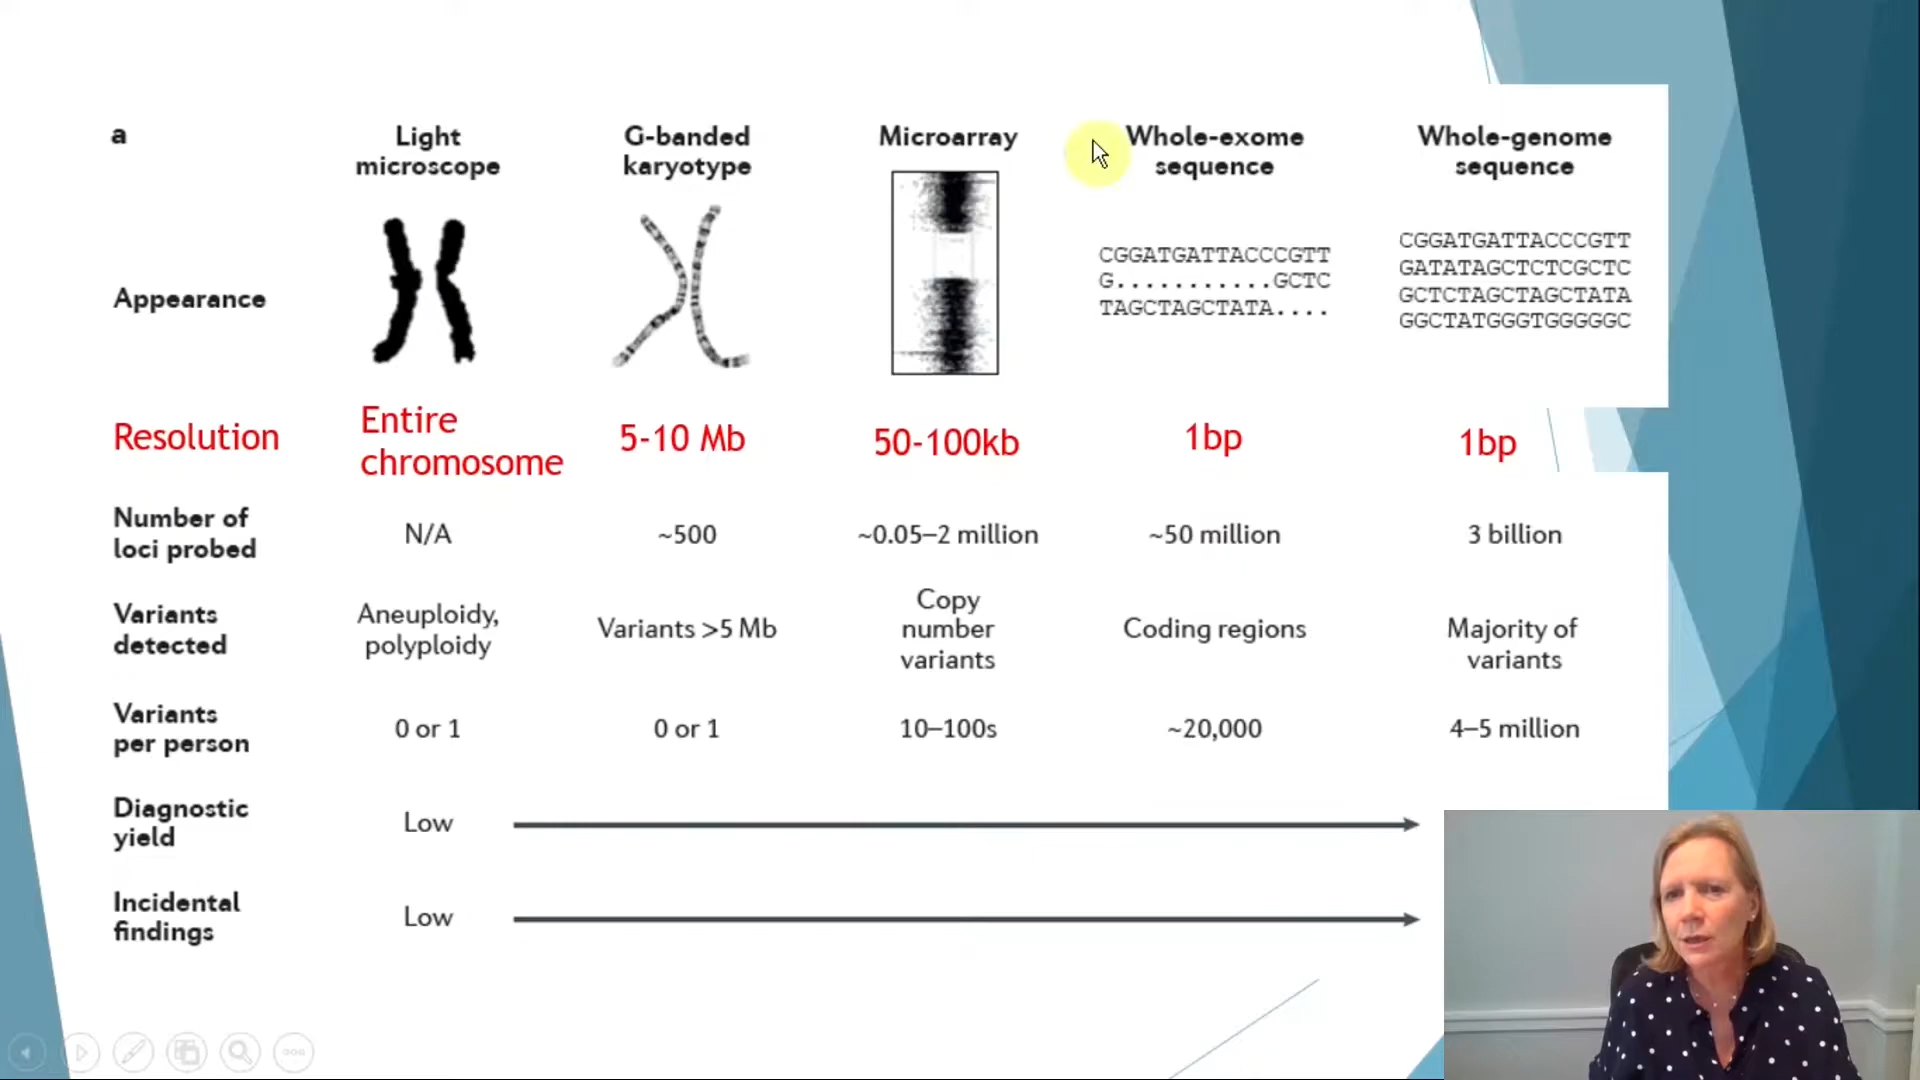 a
Light
microscope
G-banded
karyotype
Microarray
Whole-exome
sequence
Whole-genome
sequence
Appearance
CGGATGATTACCCGTT
G...........GCTC
TAGCTAGCTATA....
CGGATGATTACCCGTT
GATATAGCTCTCGCTC
GCTCTAGCTAGCTATA
GGCTATGGGTGGGGGC
Resolution
Entire
chromosome
5-10 Mb
50-100kb
1bp
1bp
Number of
loci probed
N/A
~500
~0.05–2 million
~50 million
3 billion
Variants
detected
Aneuploidy,
polyploidy
Variants >5 Mb
Copy
number
variants
Coding regions
Majority of
variants
Variants
per person
0 or 1
0 or 1
10–100s
~20,000
4–5 million
Diagnostic
yield
Low
Incidental
findings
Low